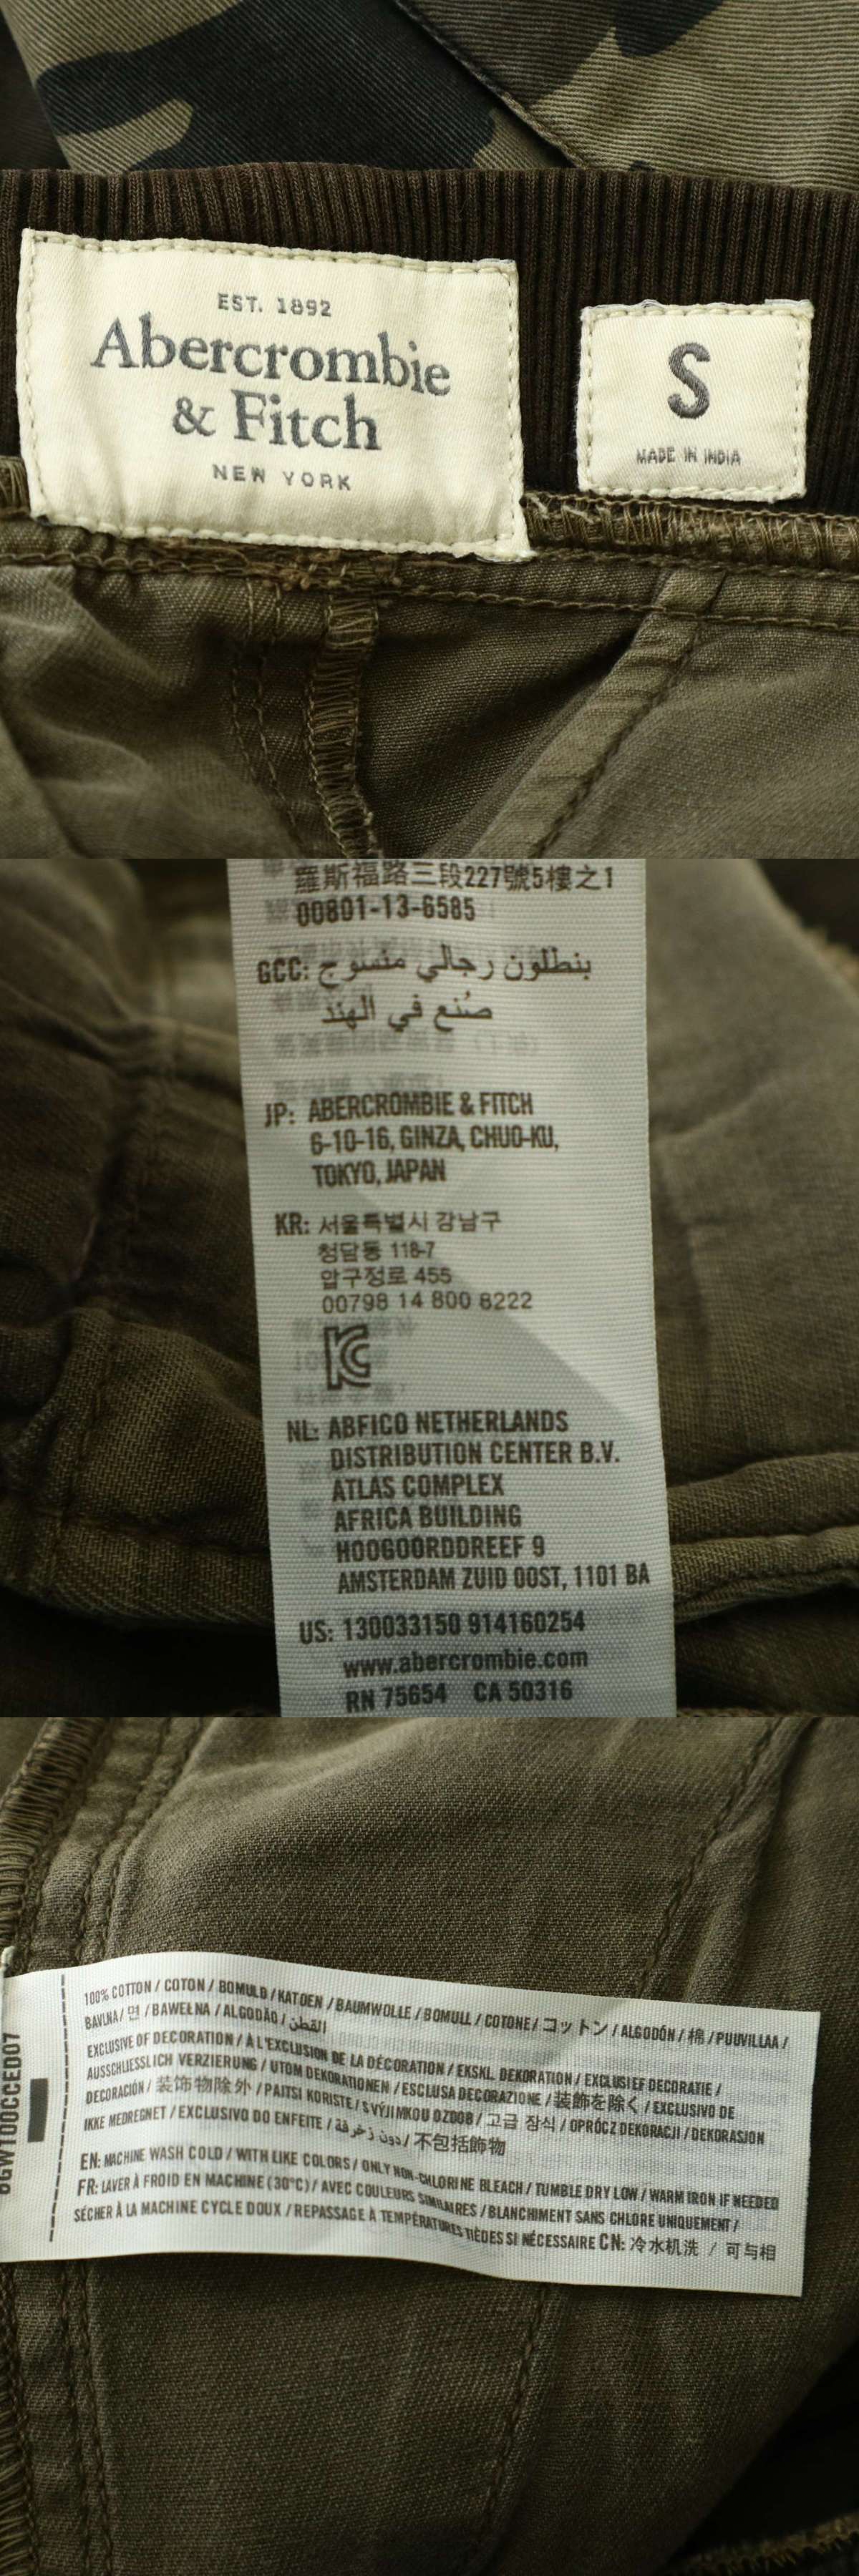 EST. 1892
Abercrombie
& Fitch
NEW YORK
S
MADE IN INDIA
羅斯福路三段227號5樓之1
00801-13-6585
GCC: بنطلون رجالي منسوج
صُنع في الهند
JP: ABERCROMBIE & FITCH
6-10-16, GINZA, CHUO-KU,
TOKYO, JAPAN
KR: 서울특별시 강남구
청담동 118-7
압구정로 455
00798 14 800 8222
NL: ABFICO NETHERLANDS
DISTRIBUTION CENTER B.V.
ATLAS COMPLEX
AFRICA BUILDING
HOOGOORDDREEF 9
AMSTERDAM ZUID OOST, 1101 BA
US: 130033150 914160254
www.abercrombie.com
RN 75654 CA 50316
100% COTTON / COTON / BOMULD / KATOEN / BAUMWOLLE / BOMULL / COTONE / コットン / ALGODÓN / 棉 / PUUVILLAA /
BAVLNA / 면 / BAWEŁNA / ALGODÃO / القطن
EXCLUSIVE OF DECORATION / À L'EXCLUSION DE LA DÉCORATION / EKSKL. DEKORATION / EXCLUSIEF DECORATIE /
AUSSCHLIESSLICH VERZIERUNG / UTOM DEKORATIONEN / ESCLUSA DECORAZIONE / 装飾を除く / EXCLUSIVO DE
DECORACIÓN / 装饰物除外 / PAITSI KORISTE / S VÝJIMKOU OZDOB / 고급 장식 / OPRÓCZ DEKORACJI / DEKORASJON
IKKE MEDREGNET / EXCLUSIVO DO ENFEITE / دون زخرفة / 不包括飾物
EN: MACHINE WASH COLD / WITH LIKE COLORS / ONLY NON-CHLORINE BLEACH / TUMBLE DRY LOW / WARM IRON IF NEEDED
FR: LAVER À FROID EN MACHINE (30°C) / AVEC COULEURS SIMILAIRES / BLANCHIMENT SANS CHLORE UNIQUEMENT /
SÉCHER À LA MACHINE CYCLE DOUX / REPASSAGE À TEMPÉRATURES TIÈDES SI NÉCESSAIRE CN: 冷水机洗 / 可与相